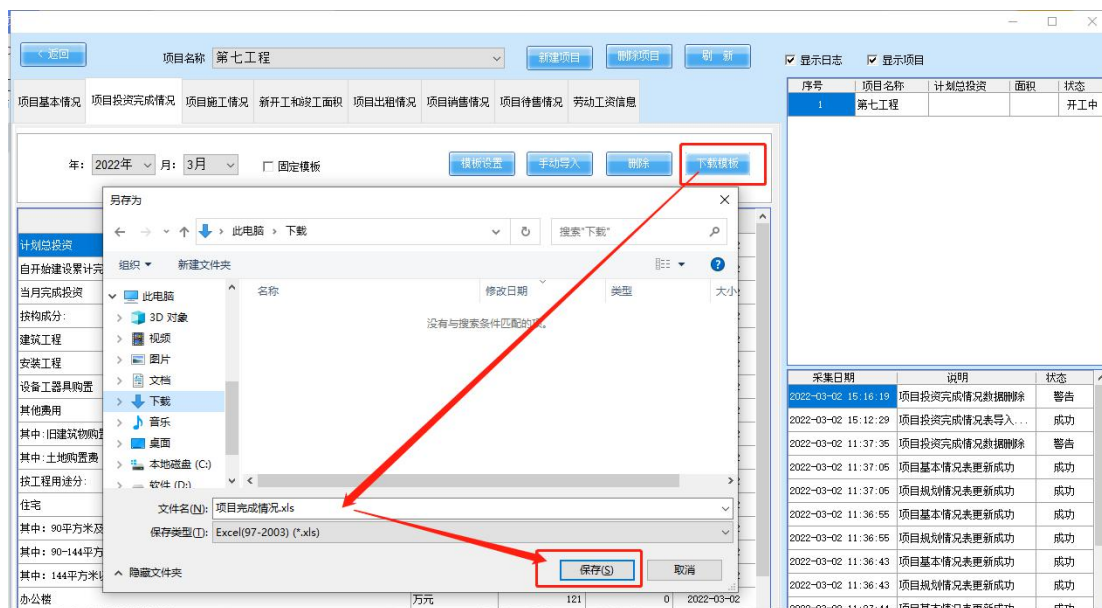 < 返回
项目名称 第七工程
新建项目
删除项目
刷 新
显示日志
显示项目
项目基本情况 项目投资完成情况 项目施工情况 新开工和竣工面积 项目出租情况 项目销售情况 项目待售情况 劳动工资信息
序号 项目名称 计划总投资 面积 状态
1 第七工程 开工中
年: 2022年 月: 3月
固定模板
模板设置
手动导入
删除
下载模板
另存为
此电脑 > 下载
搜索"下载"
组织
新建文件夹
名称 修改日期 类型 大小
没有与搜索条件匹配的项。
此电脑
3D 对象
视频
图片
文档
下载
音乐
桌面
本地磁盘 (C:)
软件 (D:)
文件名(N): 项目完成情况.xls
保存类型(T): Excel(97-2003) (*.xls)
隐藏文件夹
保存(S)
取消
计划总投资
自开始建设累计完
当月完成投资
按构成分:
建筑工程
安装工程
设备工器具购置
其他费用
其中:旧建筑物购置
其中:土地购置费
按工程用途分:
住宅
其中: 90平方米及
其中: 90-144平方
其中: 144平方米以
办公楼 万元 121 0 2022-03-02
采集日期 说明 状态
2022-03-02 15:16:19 项目投资完成情况数据删除 警告
2022-03-02 15:12:29 项目投资完成情况表导入... 成功
2022-03-02 11:37:35 项目投资完成情况数据删除 警告
2022-03-02 11:37:05 项目基本情况表更新成功 成功
2022-03-02 11:37:05 项目规划情况表更新成功 成功
2022-03-02 11:36:55 项目基本情况表更新成功 成功
2022-03-02 11:36:55 项目规划情况表更新成功 成功
2022-03-02 11:36:43 项目基本情况表更新成功 成功
2022-03-02 11:36:43 项目规划情况表更新成功 成功